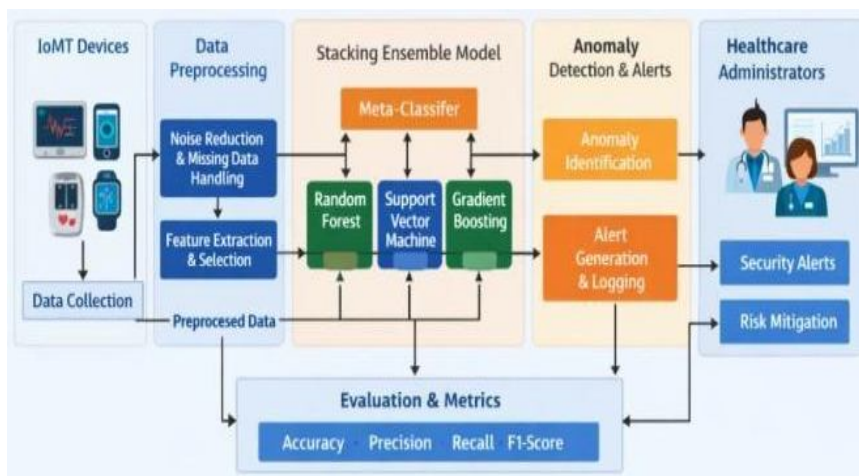 IoMT Devices
Data Collection
Data
Preprocessing
Noise Reduction
& Missing Data
Handling
Feature Extraction
& Selection
Preprocesed Data
Stacking Ensemble Model
Meta-Classifer
Random
Forest
Support
Vector
Machine
Gradient
Boosting
Anomaly
Detection & Alerts
Anomaly
Identification
Alert
Generation
& Logging
Healthcare
Administrators
Security Alerts
Risk Mitigation
Evaluation & Metrics
Accuracy · Precision · Recall · F1-Score